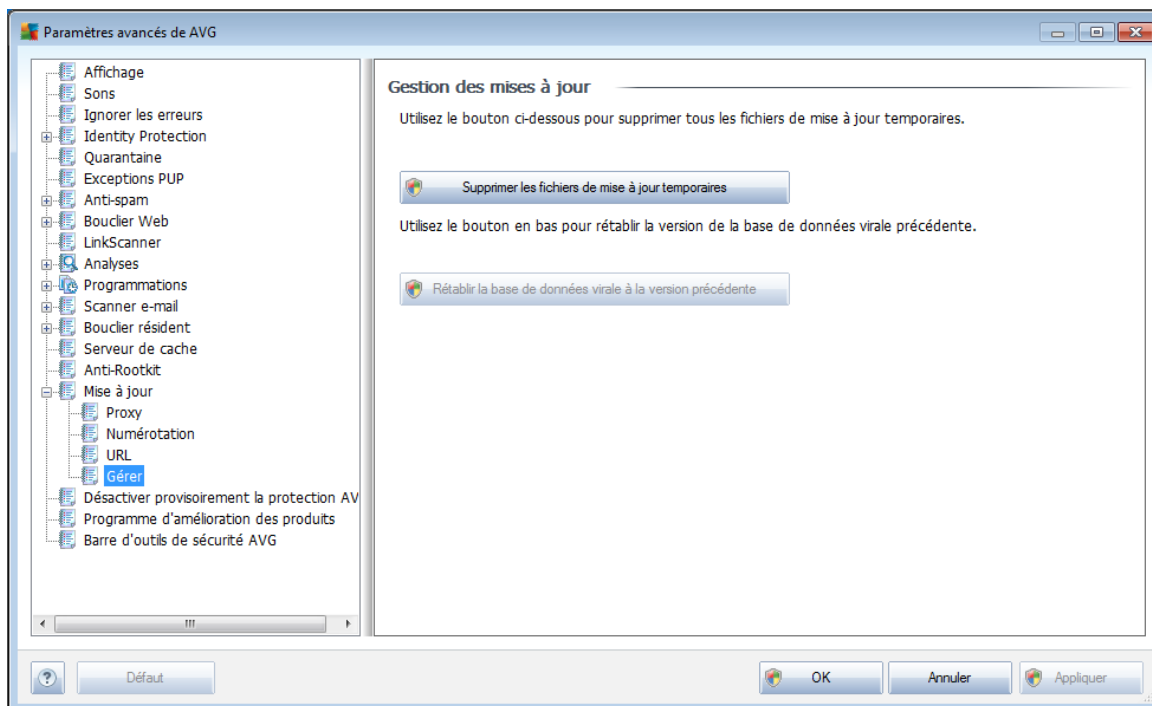 Paramètres avancés de AVG
Affichage
Sons
Ignorer les erreurs
Identity Protection
Quarantaine
Exceptions PUP
Anti-spam
Bouclier Web
LinkScanner
Analyses
Programmations
Scanner e-mail
Bouclier résident
Serveur de cache
Anti-Rootkit
Mise à jour
Proxy
Numérotation
URL
Gérer
Désactiver provisoirement la protection AV
Programme d'amélioration des produits
Barre d'outils de sécurité AVG
Gestion des mises à jour
Utilisez le bouton ci-dessous pour supprimer tous les fichiers de mise à jour temporaires.
Supprimer les fichiers de mise à jour temporaires
Utilisez le bouton en bas pour rétablir la version de la base de données virale précédente.
Rétablir la base de données virale à la version précédente
?
Défaut
OK
Annuler
Appliquer